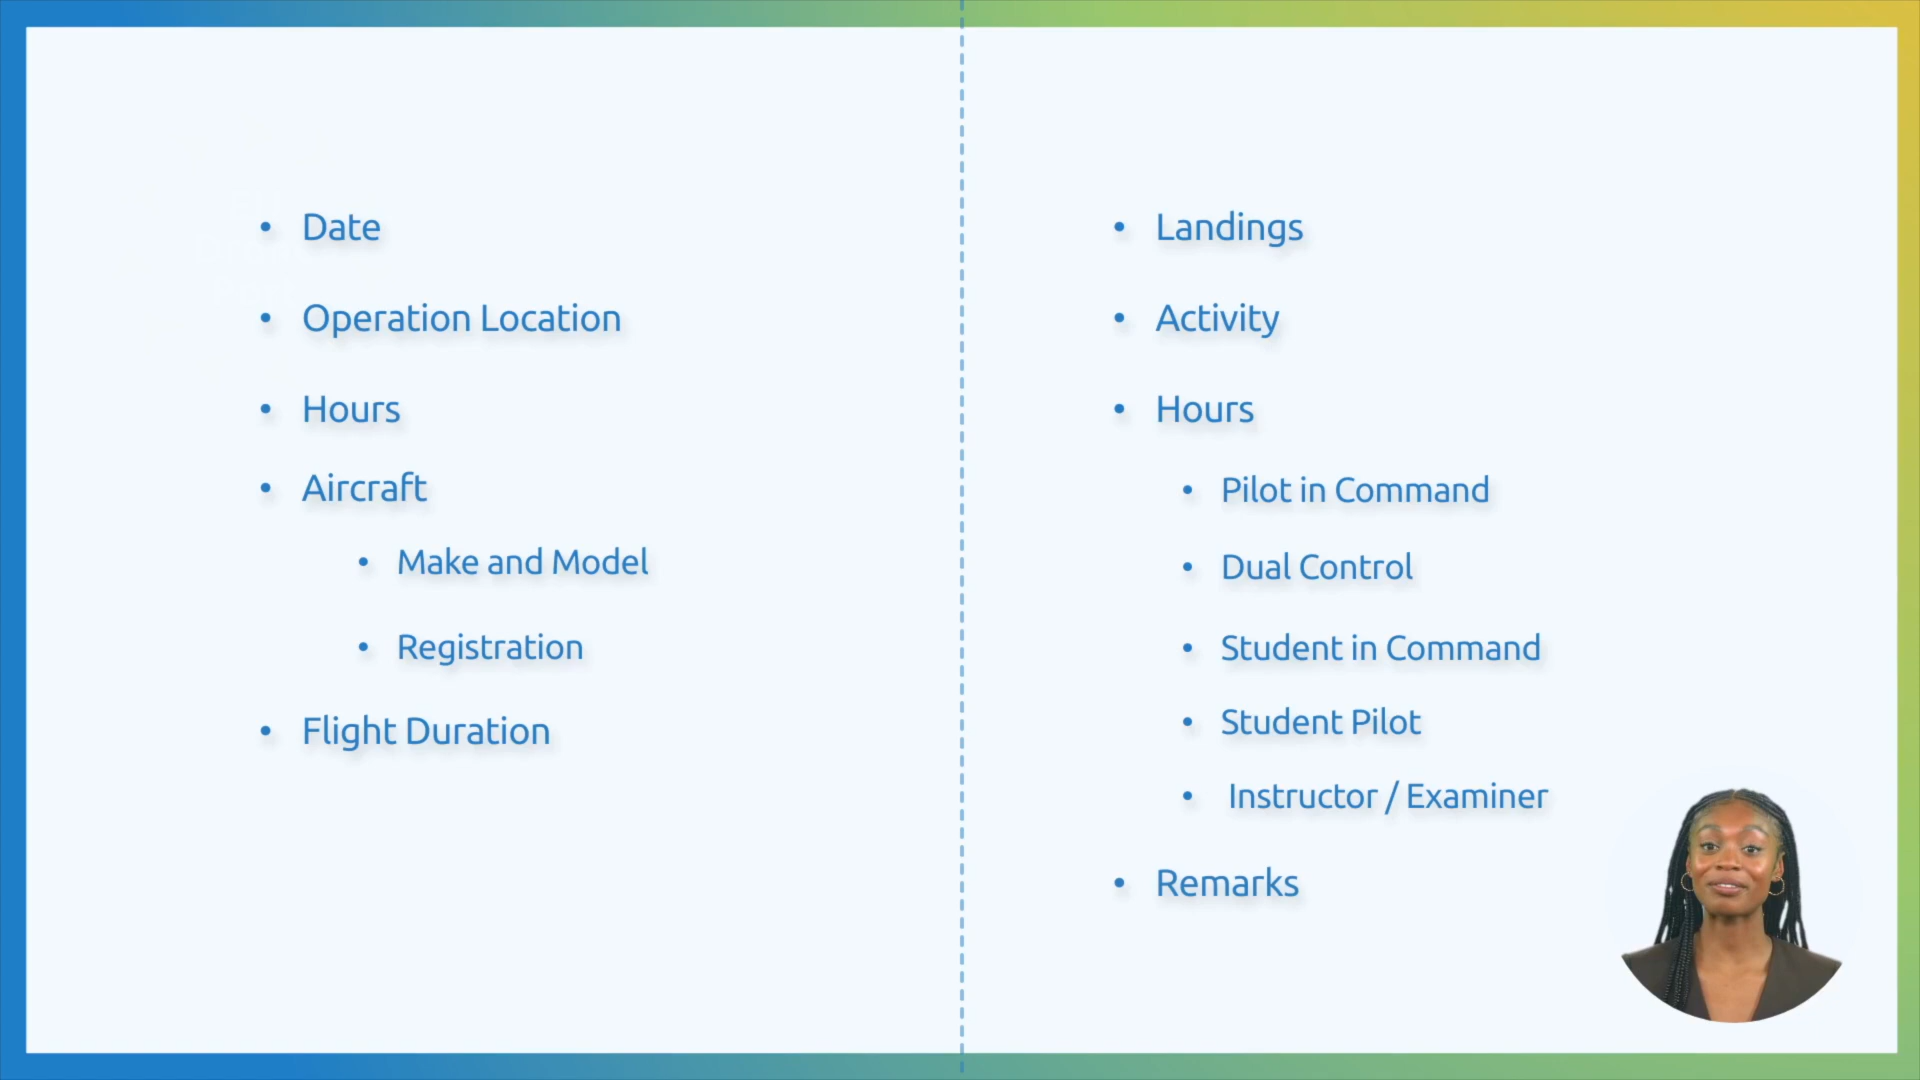 • Date
• Operation Location
• Hours
• Aircraft
• Make and Model
• Registration
• Flight Duration
• Landings
• Activity
• Hours
• Pilot in Command
• Dual Control
• Student in Command
• Student Pilot
• Instructor / Examiner
• Remarks